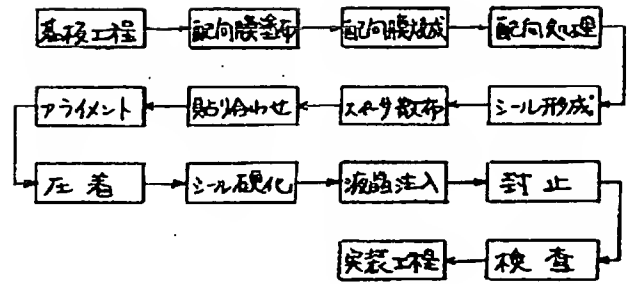 基板工程
配向膜塗布
配向膜焼成
配向処理
シール形成
スペーサ散布
貼り合わせ
アライメント
圧着
シール硬化
液晶注入
封止
検査
実装工程